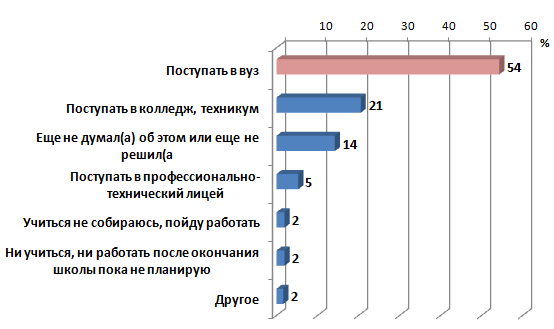 10 20 30 40 50 60
%
Поступать в вуз 54
Поступать в колледж, техникум 21
Еще не думал(а) об этом или еще не
решил(а 14
Поступать в профессионально-
технический лицей 5
Учиться не собираюсь, пойду работать 2
Ни учиться, ни работать после окончания
школы пока не планирую 2
Другое 2